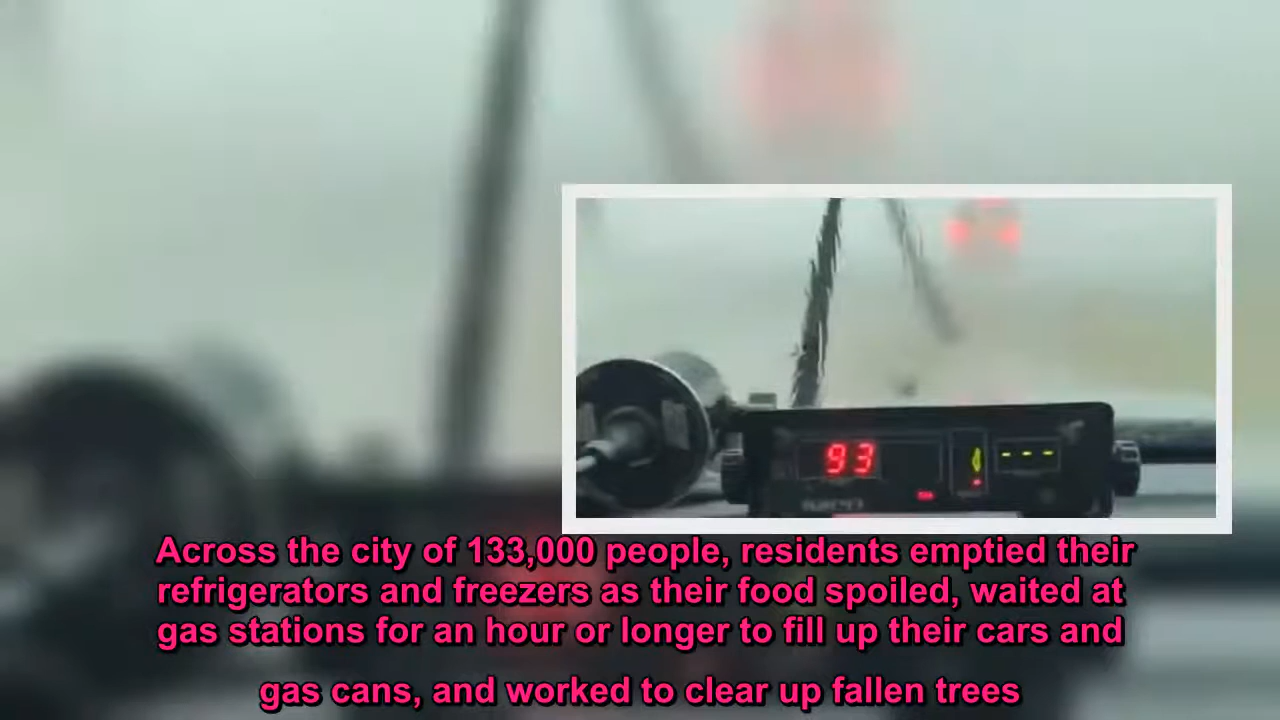 93
---
Across the city of 133,000 people, residents emptied their
refrigerators and freezers as their food spoiled, waited at
gas stations for an hour or longer to fill up their cars and
gas cans, and worked to clear up fallen trees